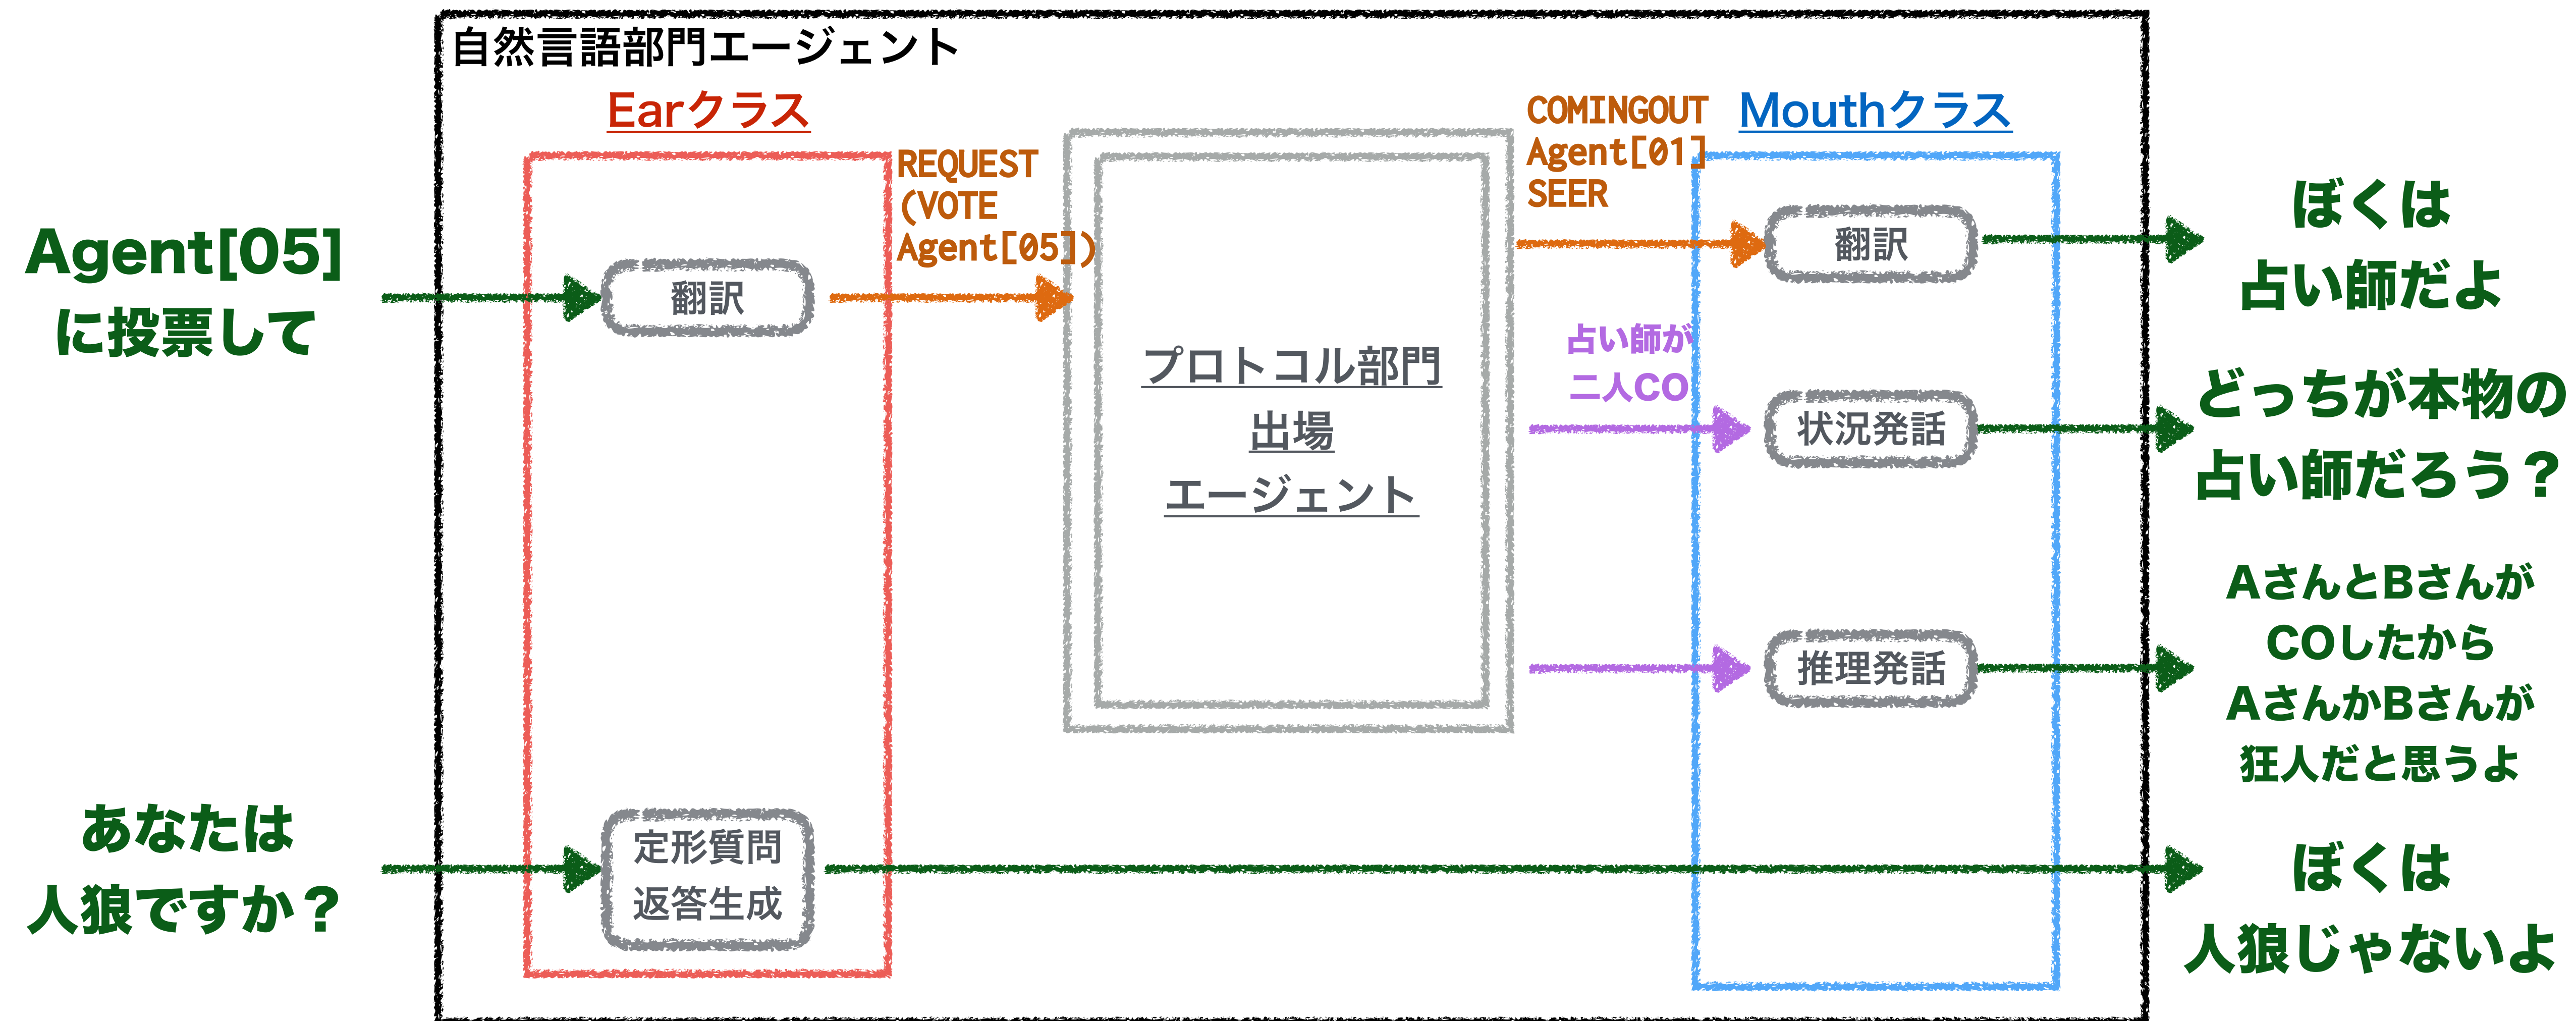 自然言語部門エージェント
Earクラス
Mouthクラス
Agent[05]
に投票して
翻訳
REQUEST
(VOTE
Agent[05])
プロトコル部門
出場
エージェント
COMINGOUT
Agent[01]
SEER
翻訳
ぼくは
占い師だよ
占い師が
二人CO
状況発話
どっちが本物の
占い師だろう？
推理発話
AさんとBさんが
COしたから
AさんかBさんが
狂人だと思うよ
あなたは
人狼ですか？
定形質問
返答生成
ぼくは
人狼じゃないよ